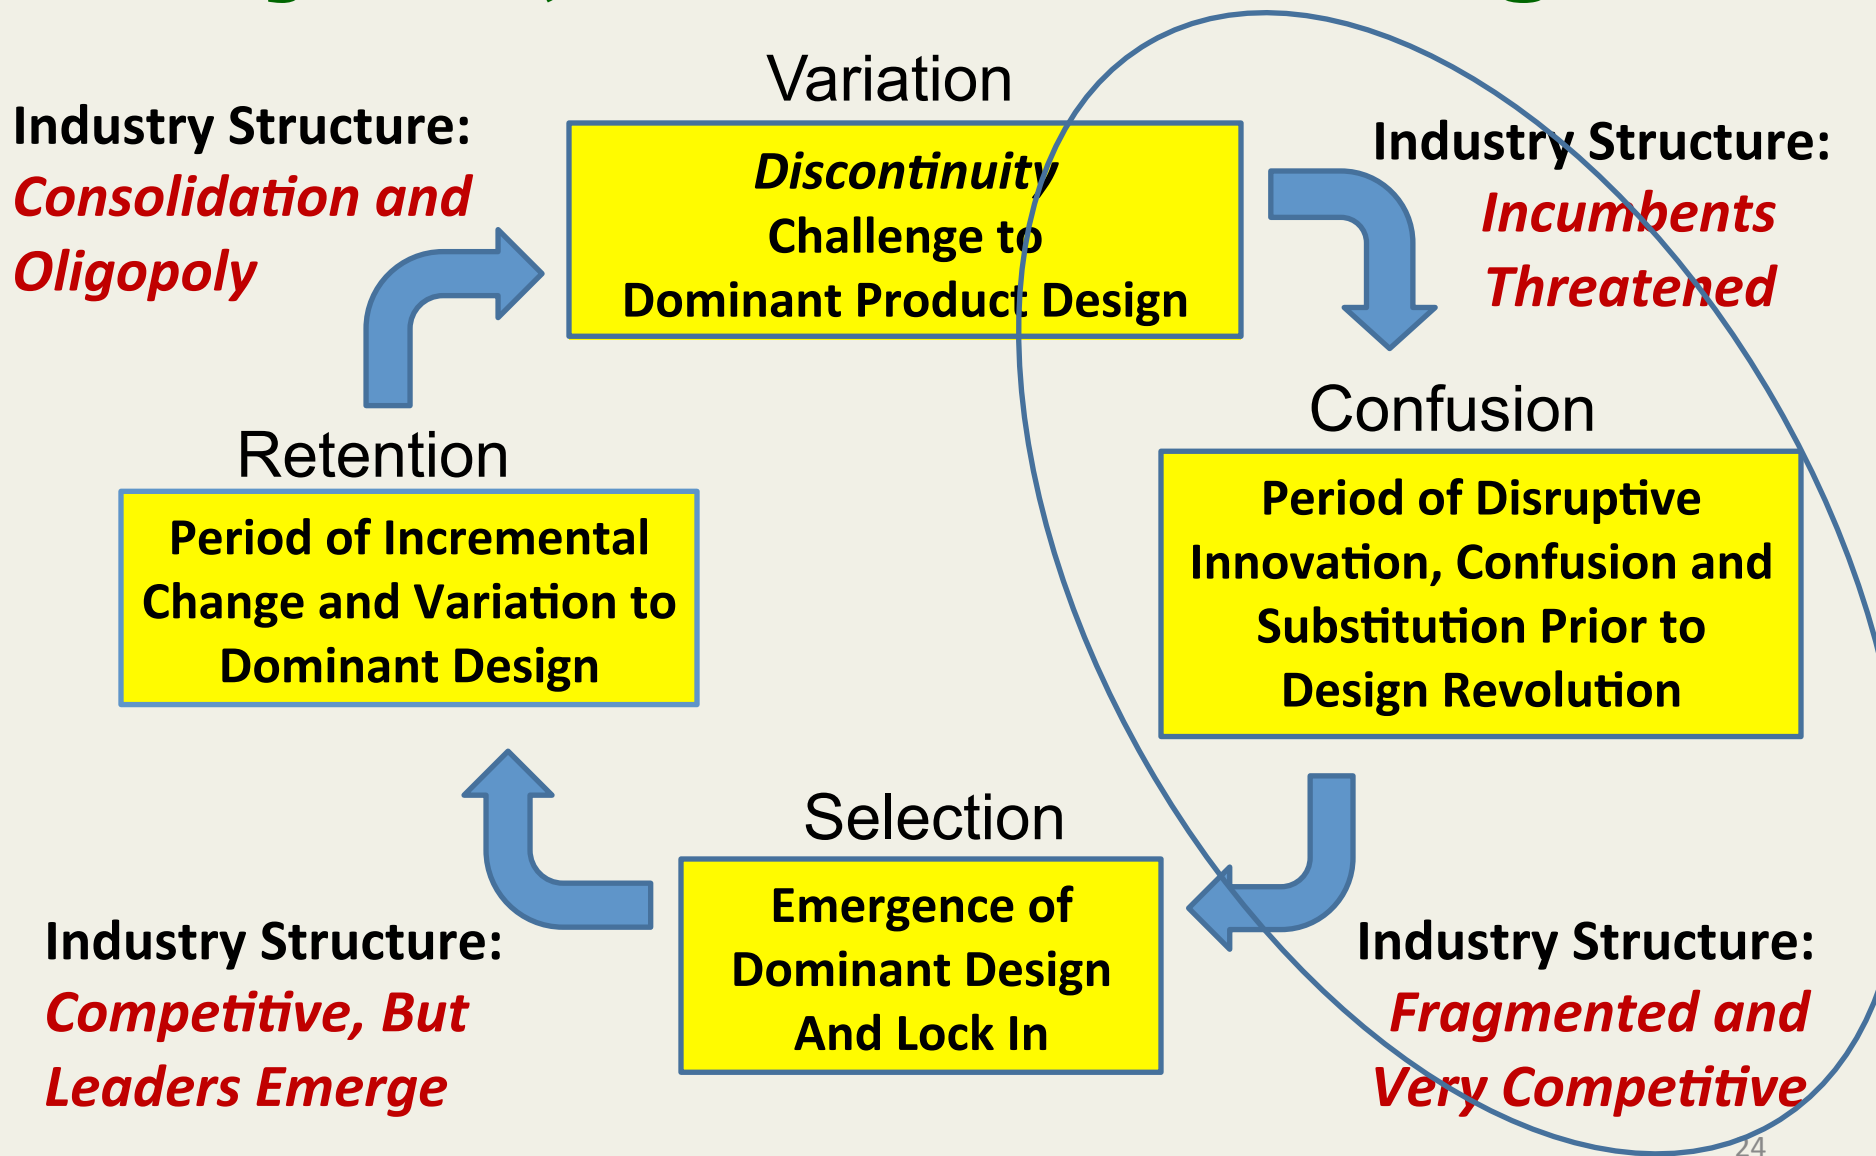 Variation
Industry Structure:
Consolidation and
Oligopoly
Discontinuity
Challenge to
Dominant Product Design
Industry Structure:
Incumbents
Threatened
Confusion
Period of Disruptive
Innovation, Confusion and
Substitution Prior to
Design Revolution
Retention
Period of Incremental
Change and Variation to
Dominant Design
Selection
Emergence of
Dominant Design
And Lock In
Industry Structure:
Competitive, But
Leaders Emerge
Industry Structure:
Fragmented and
Very Competitive
24